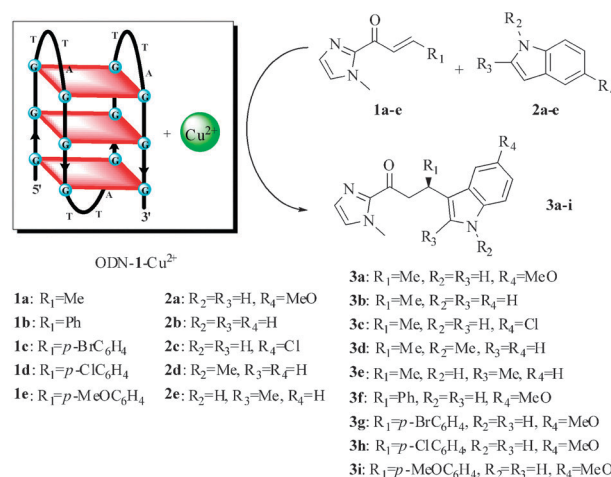 T T T T
G G A G A G
G G G G
+ Cu²⁺
G G G G
5' T T A 3'
ODN-1-Cu²⁺
O
N
N
R₁
1a-e
+
R₂
N
R₃
R₄
2a-e
R₄
O R₁
N
N
R₃
N
R₂
3a-i
1a: R₁=Me
1b: R₁=Ph
1c: R₁=p-BrC₆H₄
1d: R₁=p-ClC₆H₄
1e: R₁=p-MeOC₆H₄
2a: R₂=R₃=H, R₄=MeO
2b: R₂=R₃=R₄=H
2c: R₂=R₃=H, R₄=Cl
2d: R₂=Me, R₃=R₄=H
2e: R₂=H, R₃=Me, R₄=H
3a: R₁=Me, R₂=R₃=H, R₄=MeO
3b: R₁=Me, R₂=R₃=R₄=H
3c: R₁=Me, R₂=R₃=H, R₄=Cl
3d: R₁=Me, R₂=Me, R₃=R₄=H
3e: R₁=Me, R₂=H, R₃=Me, R₄=H
3f: R₁=Ph, R₂=R₃=H, R₄=MeO
3g: R₁=p-BrC₆H₄, R₂=R₃=H, R₄=MeO
3h: R₁=p-ClC₆H₄, R₂=R₃=H, R₄=MeO
3i: R₁=p-MeOC₆H₄, R₂=R₃=H, R₄=MeO